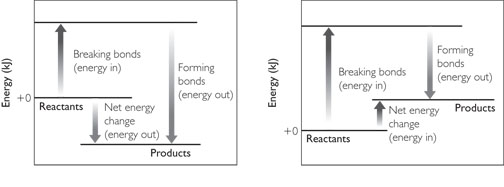 Energy (kJ)
Breaking bonds
(energy in)
Forming
bonds
(energy out)
+0
Reactants
Net energy
change
(energy out)
Products
Energy (kJ)
Breaking bonds
(energy in)
Forming
bonds
(energy out)
Products
Net energy
change
(energy in)
+0
Reactants